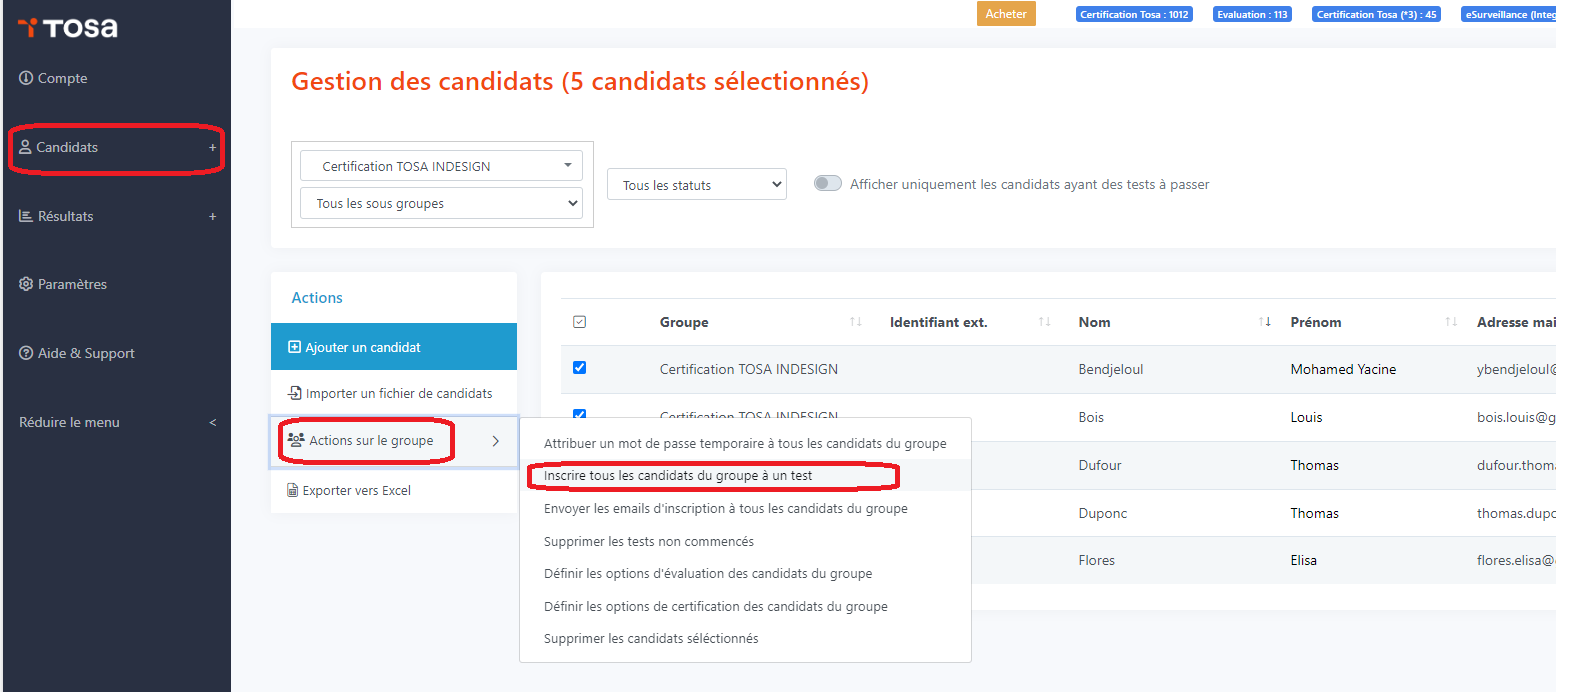 TOSA
Compte
Candidats +
Résultats +
Paramètres
Aide & Support
Réduire le menu <
Acheter
Certification Tosa : 1012
Evaluation : 113
Certification Tosa (*3) : 45
eSurveillance (Integ
Gestion des candidats (5 candidats sélectionnés)
Certification TOSA INDESIGN
Tous les sous groupes
Tous les statuts
Afficher uniquement les candidats ayant des tests à passer
Actions
Ajouter un candidat
Importer un fichier de candidats
Actions sur le groupe
Exporter vers Excel
Attribuer un mot de passe temporaire à tous les candidats du groupe
Inscrire tous les candidats du groupe à un test
Envoyer les emails d'inscription à tous les candidats du groupe
Supprimer les tests non commencés
Définir les options d'évaluation des candidats du groupe
Définir les options de certification des candidats du groupe
Supprimer les candidats séléctionnés
Groupe Identifiant ext. Nom Prénom Adresse mai
Certification TOSA INDESIGN Bendjeloul Mohamed Yacine ybendjeloul@
Certification TOSA INDESIGN Bois Louis bois.louis@g
Dufour Thomas dufour.thoma
Duponc Thomas thomas.dupo
Flores Elisa flores.elisa@